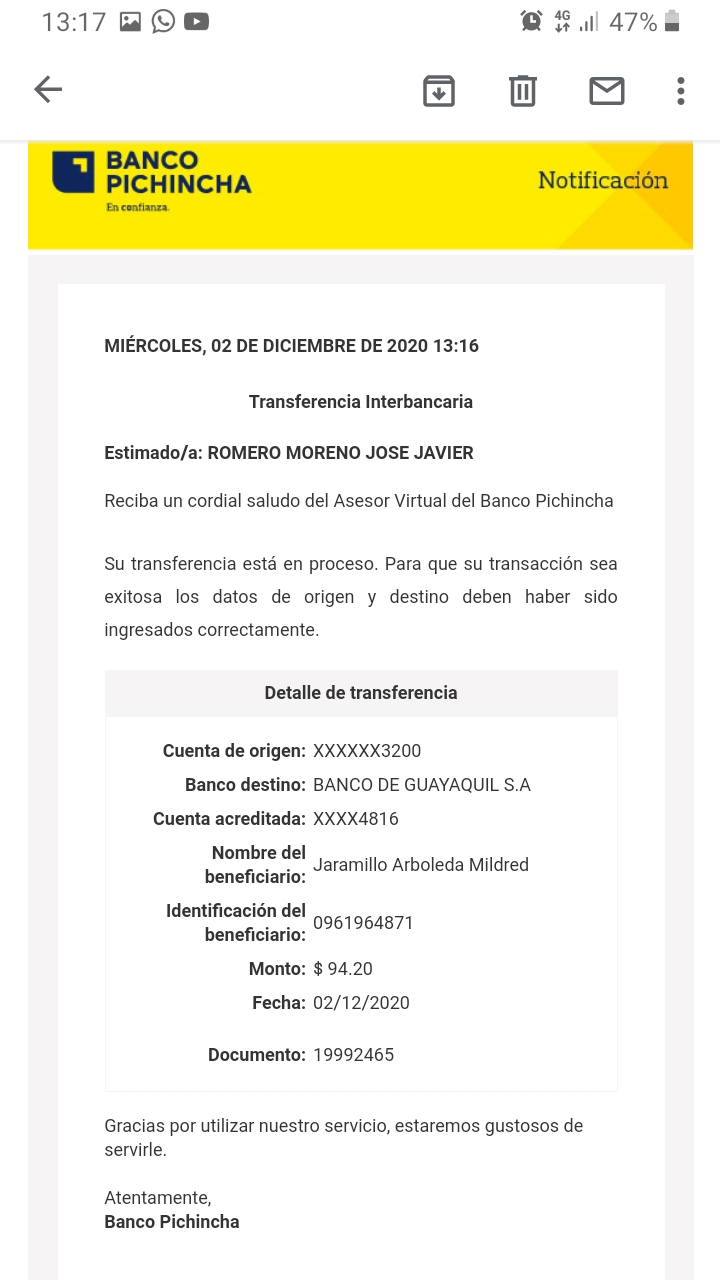 13:17
4G
47%
BANCO
PICHINCHA
En confianza.
Notificación
MIÉRCOLES, 02 DE DICIEMBRE DE 2020 13:16
Transferencia Interbancaria
Estimado/a: ROMERO MORENO JOSE JAVIER
Reciba un cordial saludo del Asesor Virtual del Banco Pichincha
Su transferencia está en proceso. Para que su transacción sea
exitosa los datos de origen y destino deben haber sido
ingresados correctamente.
Detalle de transferencia
Cuenta de origen: XXXXXX3200
Banco destino: BANCO DE GUAYAQUIL S.A
Cuenta acreditada: XXXX4816
Nombre del
beneficiario: Jaramillo Arboleda Mildred
Identificación del
beneficiario: 0961964871
Monto: $ 94.20
Fecha: 02/12/2020
Documento: 19992465
Gracias por utilizar nuestro servicio, estaremos gustosos de
servirle.
Atentamente,
Banco Pichincha